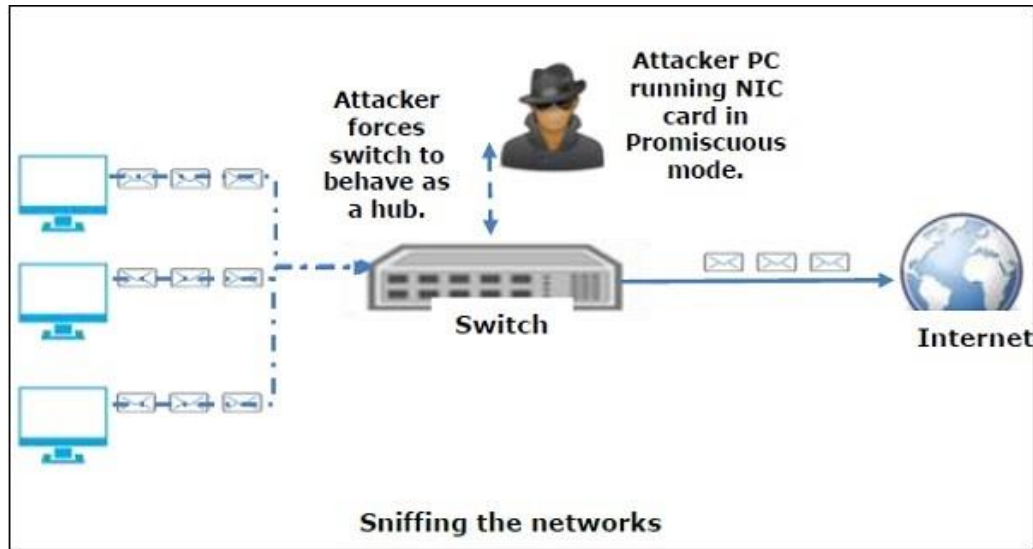 Attacker
forces
switch to
behave as
a hub.
Attacker PC
running NIC
card in
Promiscuous
mode.
Switch
Internet
Sniffing the networks